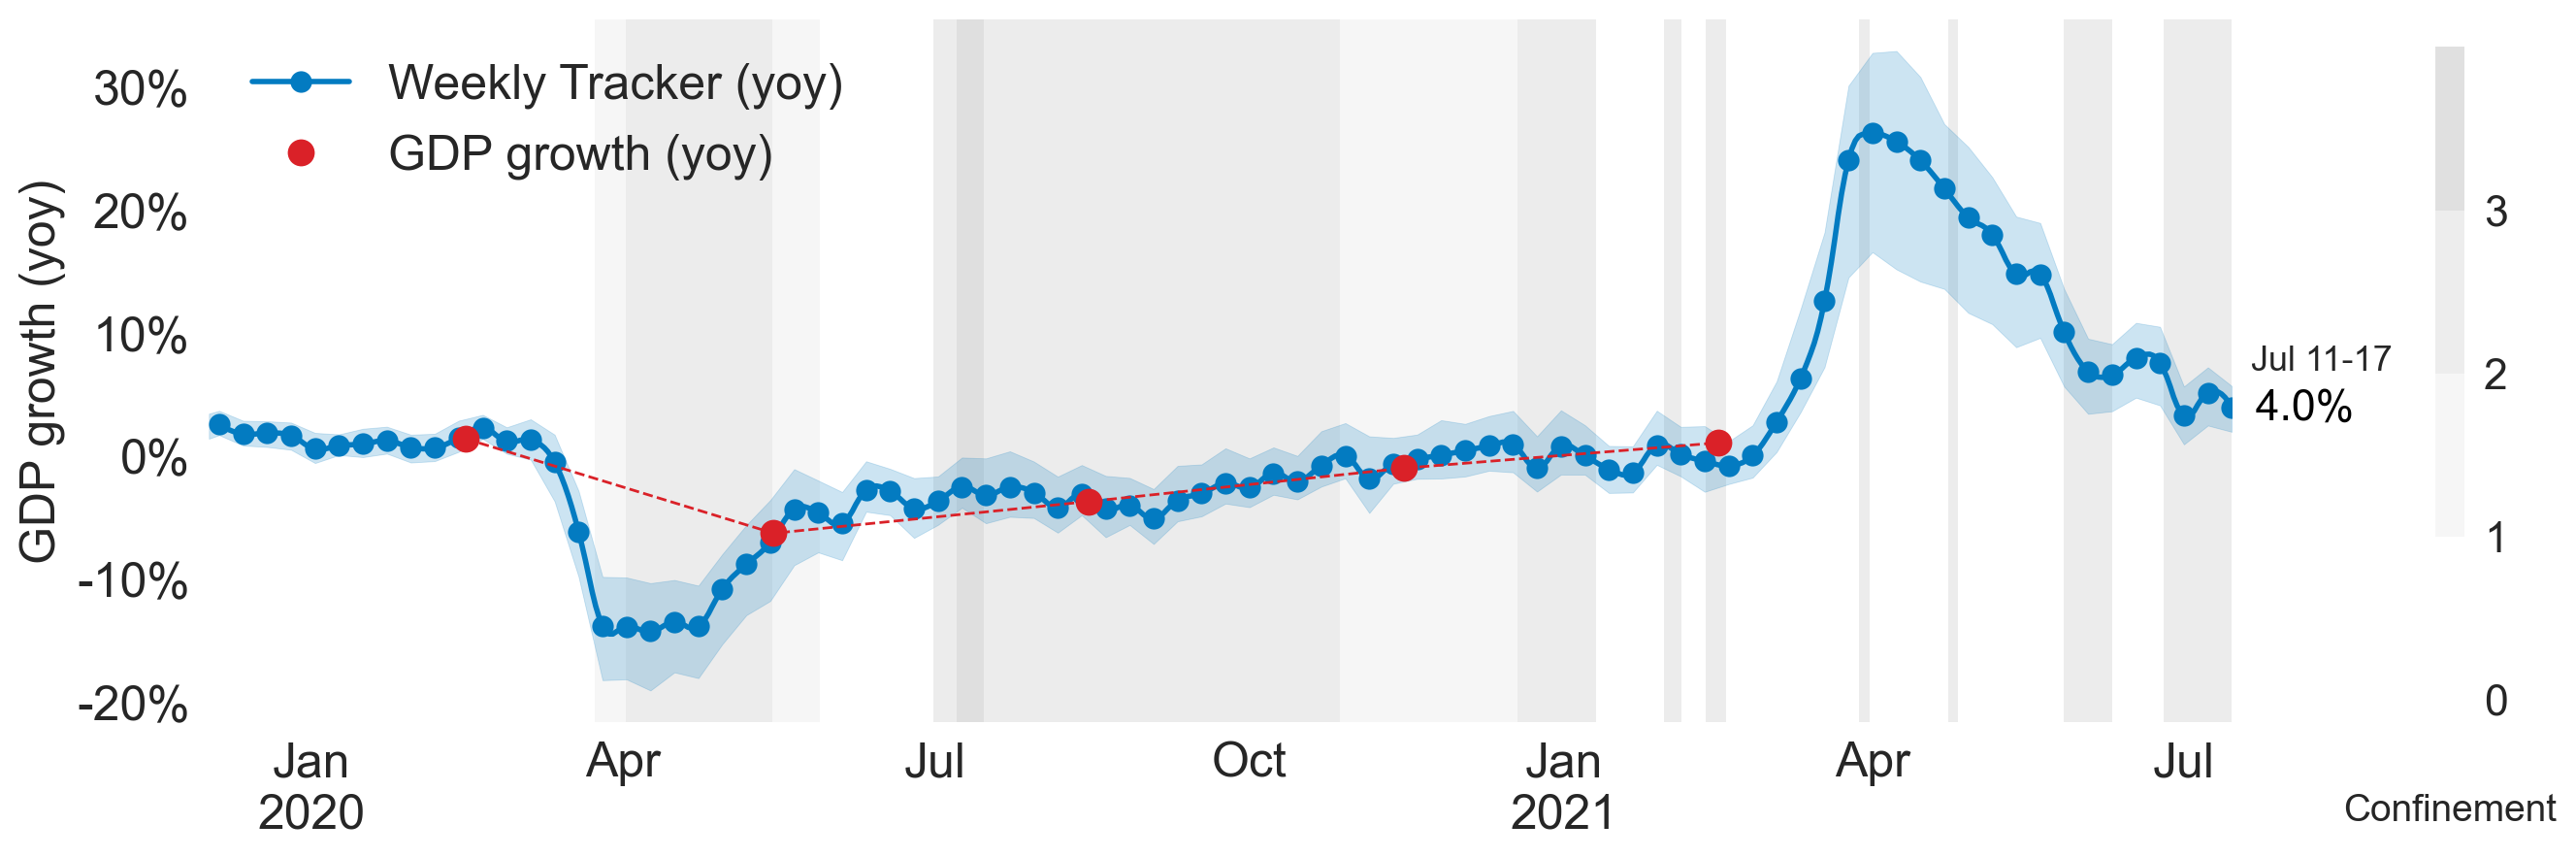 Weekly Tracker (yoy)
GDP growth (yoy)
GDP growth (yoy)
30%
20%
10%
0%
-10%
-20%
Jan
2020
Apr
Jul
Oct
Jan
2021
Apr
Jul
Jul 11-17
4.0%
3
2
1
0
Confinement